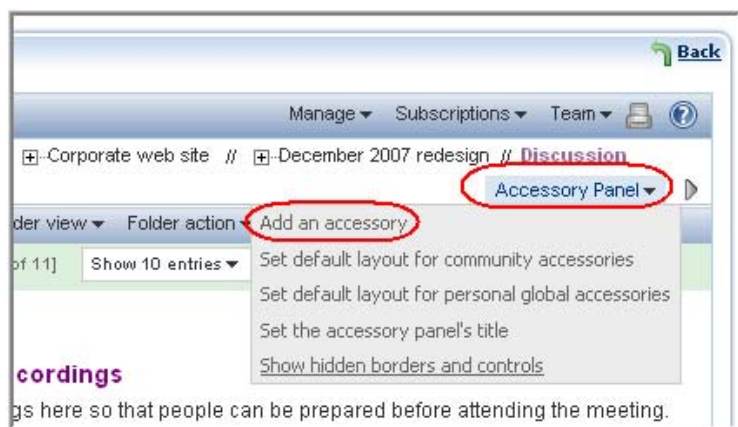 Back
Manage Subscriptions Team
Corporate web site // December 2007 redesign // Discussion
Accessory Panel
der view Folder action
Add an accessory
of 11] Show 10 entries
Set default layout for community accessories
Set default layout for personal global accessories
Set the accessory panel's title
Show hidden borders and controls
cordings
gs here so that people can be prepared before attending the meeting.